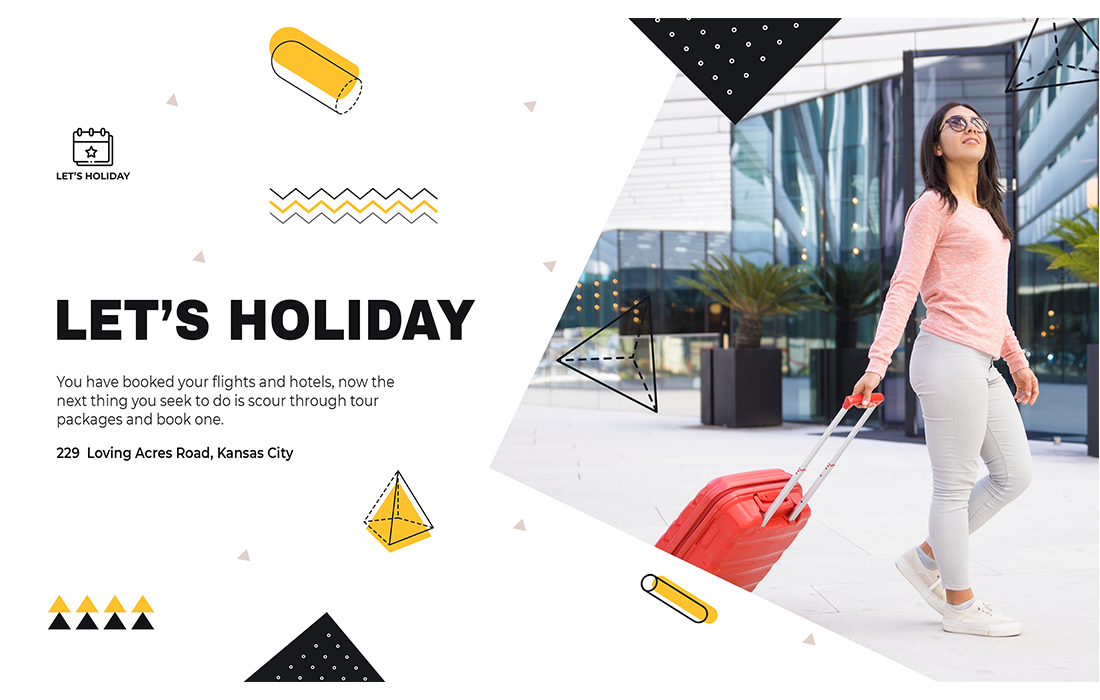 LET'S HOLIDAY
LET'S HOLIDAY
You have booked your flights and hotels, now the
next thing you seek to do is scour through tour
packages and book one.
229 Loving Acres Road, Kansas City